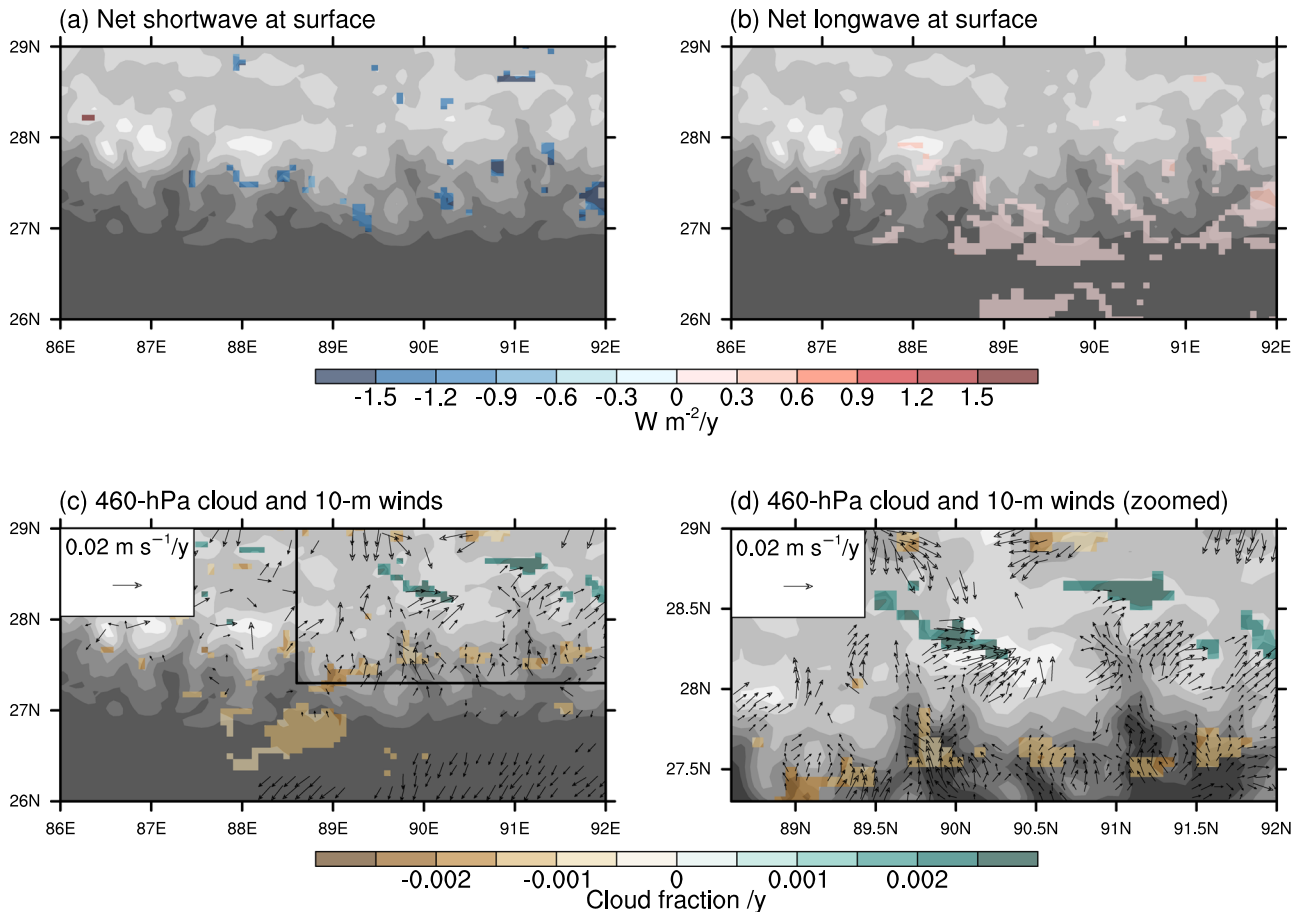 (a) Net shortwave at surface
(b) Net longwave at surface
29N
28N
27N
26N
86E 87E 88E 89E 90E 91E 92E
29N
28N
27N
26N
86E 87E 88E 89E 90E 91E 92E
-1.5 -1.2 -0.9 -0.6 -0.3 0 0.3 0.6 0.9 1.2 1.5
W m⁻²/y
(c) 460-hPa cloud and 10-m winds
(d) 460-hPa cloud and 10-m winds (zoomed)
29N
28N
27N
26N
0.02 m s⁻¹/y
86E 87E 88E 89E 90E 91E 92E
29N
28.5N
28N
27.5N
0.02 m s⁻¹/y
89N 89.5N 90N 90.5N 91N 91.5N 92N
-0.002 -0.001 0 0.001 0.002
Cloud fraction /y